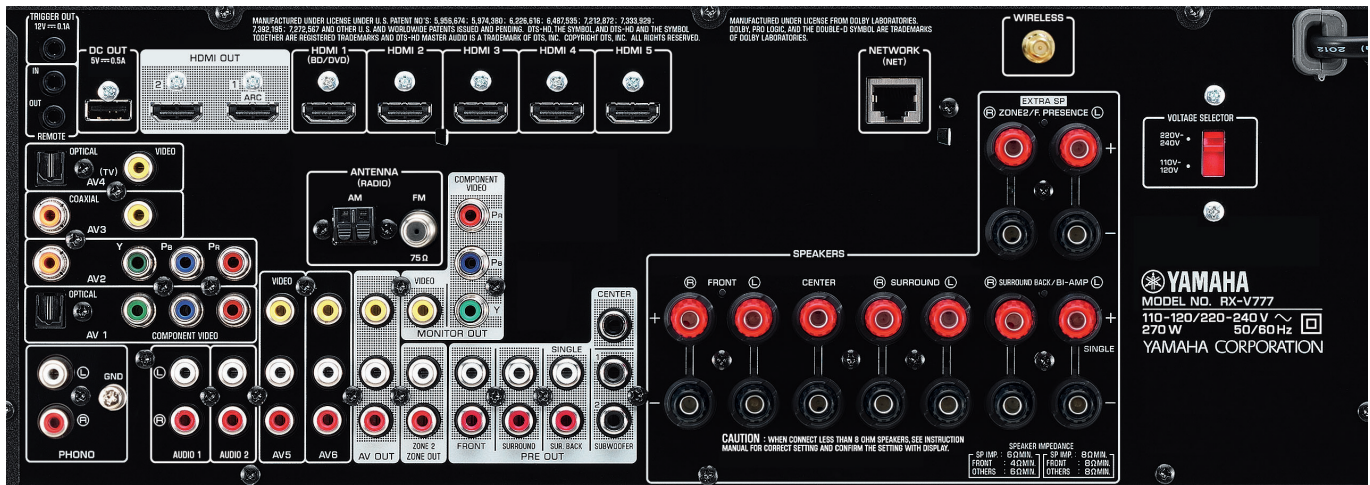 TRIGGER OUT
12V⎓0.1A
MANUFACTURED UNDER LICENSE UNDER U.S. PATENT NO'S: 5,956,674; 5,974,380; 6,226,616; 6,487,535; 7,212,872; 7,333,929;
7,392,195; 7,272,567 AND OTHER U.S. AND WORLDWIDE PATENTS ISSUED AND PENDING. DTS-HD, THE SYMBOL, AND DTS-HD AND THE SYMBOL
TOGETHER ARE REGISTERED TRADEMARKS AND DTS-HD MASTER AUDIO IS A TRADEMARK OF DTS, INC. COPYRIGHT DTS, INC. ALL RIGHTS RESERVED.
MANUFACTURED UNDER LICENSE FROM DOLBY LABORATORIES.
DOLBY, PRO LOGIC, AND THE DOUBLE-D SYMBOL ARE TRADEMARKS
OF DOLBY LABORATORIES.
WIRELESS
2012
DC OUT
5V⎓0.5A
HDMI OUT
2
1
ARC
HDMI 1
(BD/DVD)
HDMI 2
HDMI 3
HDMI 4
HDMI 5
NETWORK
(NET)
IN
OUT
REMOTE
EXTRA SP
R ZONE2/F. PRESENCE L
+
−
VOLTAGE SELECTOR
220V-
240V
110V-
120V
OPTICAL
(TV)
VIDEO
AV4
COAXIAL
AV3
AV2
Y
PB
PR
OPTICAL
AV 1
COMPONENT VIDEO
ANTENNA
(RADIO)
AM
FM
75Ω
COMPONENT
VIDEO
PR
PB
Y
VIDEO
MONITOR OUT
VIDEO
SPEAKERS
R FRONT L
CENTER
R SURROUND L
R SURROUND BACK/BI-AMP L
+
+
SINGLE
−
−
YAMAHA
MODEL NO. RX-V777
110-120/220-240 V ~
270 W 50/60 Hz
YAMAHA CORPORATION
PHONO
L
R
GND
L
R
AUDIO 1
AUDIO 2
AV5
AV6
AV OUT
ZONE 2
ZONE OUT
FRONT
SURROUND
SINGLE
SUR. BACK
PRE OUT
CENTER
1
2
SUBWOOFER
CAUTION : WHEN CONNECT LESS THAN 8 OHM SPEAKERS, SEE INSTRUCTION
MANUAL FOR CORRECT SETTING AND CONFIRM THE SETTING WITH DISPLAY.
SPEAKER IMPEDANCE
SP IMP. : 6ΩMIN.
FRONT : 4ΩMIN.
OTHERS : 6ΩMIN.
SP IMP. : 8ΩMIN.
FRONT : 8ΩMIN.
OTHERS : 8ΩMIN.